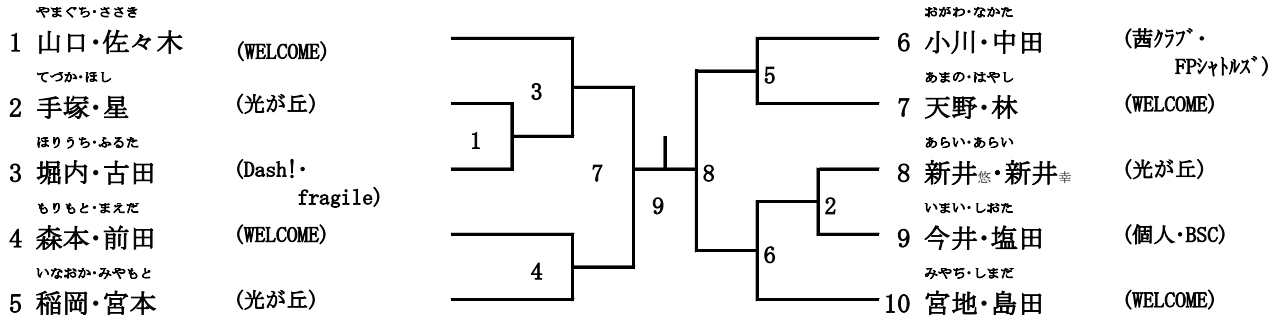 やまぐち・ささき
1 山口・佐々木 (WELCOME)
てづか・ほし
2 手塚・星 (光が丘)
ほりうち・ふるた
3 堀内・古田 (Dash!・
fragile)
もりもと・まえだ
4 森本・前田 (WELCOME)
いなおか・みやもと
5 稲岡・宮本 (光が丘)
3
1
7
4
9
5
8
2
6
おがわ・なかた
6 小川・中田 (茜ｸﾗﾌﾞ・
FPｼｬﾄﾙｽﾞ)
あまの・はやし
7 天野・林 (WELCOME)
あらい・あらい
8 新井悠・新井幸 (光が丘)
いまい・しおた
9 今井・塩田 (個人・BSC)
みやぢ・しまだ
10 宮地・島田 (WELCOME)